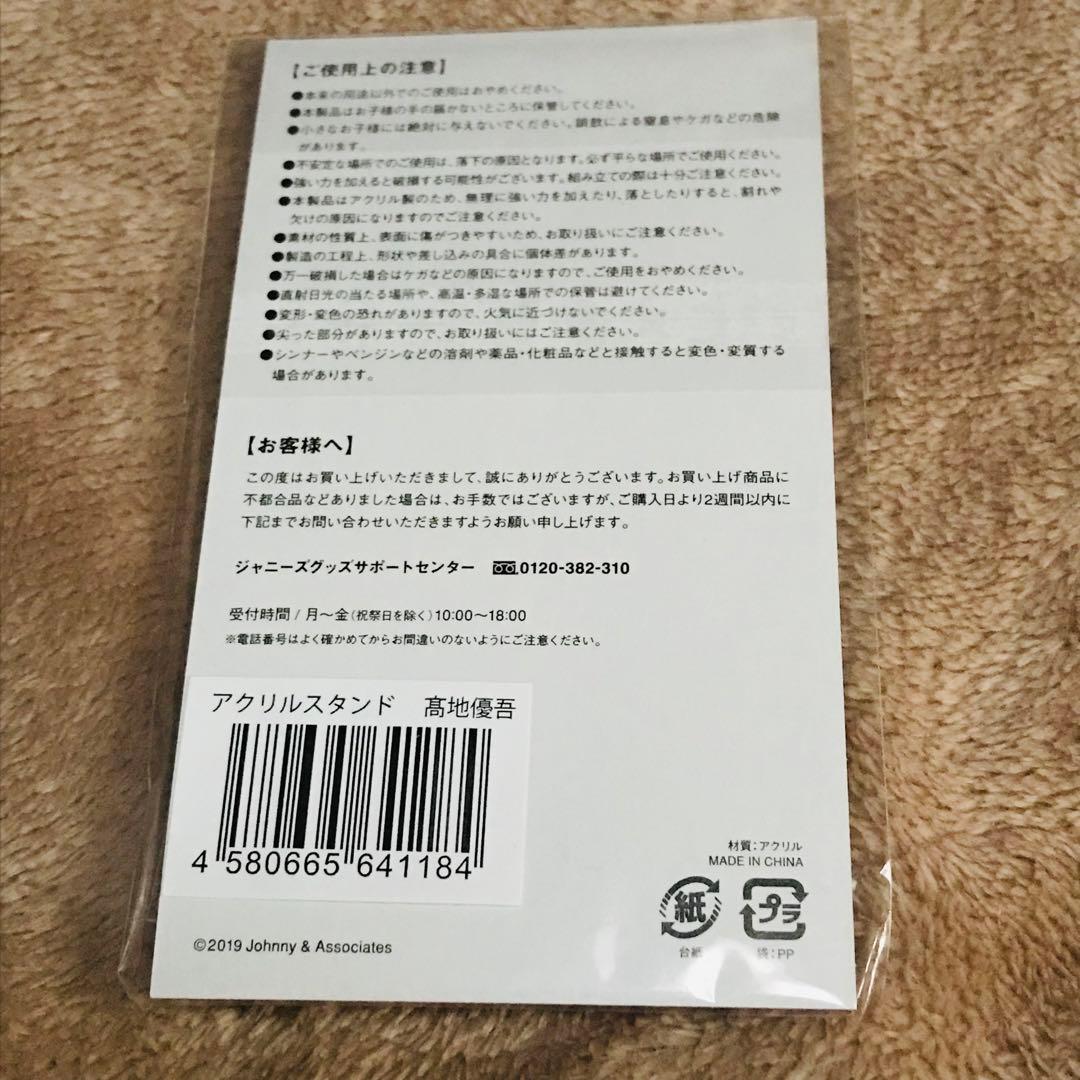 【ご使用上の注意】
●本来の用途以外でのご使用はおやめください。
●本製品はお子様の手の届かないところに保管してください。
●小さなお子様には絶対に与えないでください。誤飲による窒息やケガなどの危険
があります。
●不安定な場所でのご使用は、落下の原因となります。必ず平らな場所でご使用ください。
●強い力を加えると破損する可能性がございます。組み立ての際は十分ご注意ください。
●本製品はアクリル製のため、無理に強い力を加えたり、落としたりすると、割れや
欠けの原因になりますのでご注意ください。
●素材の性質上、表面に傷がつきやすいため、お取り扱いにご注意ください。
●製造の工程上、形状や差し込みの具合に個体差があります。
●万一破損した場合はケガなどの原因になりますので、ご使用をおやめください。
●直射日光の当たる場所や、高温・多湿な場所での保管は避けてください。
●変形・変色の恐れがありますので、火気に近づけないでください。
●尖った部分がありますので、お取り扱いにはご注意ください。
●シンナーやベンジンなどの溶剤や薬品・化粧品などと接触すると変色・変質する
場合があります。
【お客様へ】
この度はお買い上げいただきまして、誠にありがとうございます。お買い上げ商品に
不都合品などありました場合は、お手数ではございますが、ご購入日より2週間以内に
下記までお問い合わせいただきますようお願い申し上げます。
ジャニーズグッズサポートセンター 0120-382-310
受付時間/月～金(祝祭日を除く)10:00～18:00
※電話番号はよく確かめてからお間違いのないようにご注意ください。
アクリルスタンド 髙地優吾
4 580665 641184
材質：アクリル
MADE IN CHINA
紙 プラ
台紙 袋：PP
©2019 Johnny & Associates